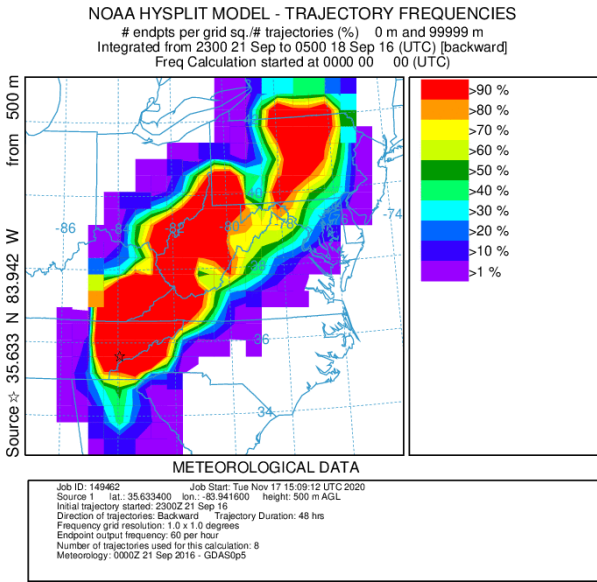 NOAA HYSPLIT MODEL - TRAJECTORY FREQUENCIES
# endpts per grid sq./# trajectories (%) 0 m and 99999 m
Integrated from 2300 21 Sep to 0500 18 Sep 16 (UTC) [backward]
Freq Calculation started at 0000 00 00 (UTC)
Source ☆ 35.633 N 83.942 W from 500 m
>90 %
>80 %
>70 %
>60 %
>50 %
>40 %
>30 %
>20 %
>10 %
>1 %
42
40
-74
-76
-78
-80
-82
-84
-86
38
36
34
METEOROLOGICAL DATA
Job ID: 149462 Job Start: Tue Nov 17 15:09:12 UTC 2020
Source 1 lat.: 35.633400 lon.: -83.941600 height: 500 m AGL
Initial trajectory started: 2300Z 21 Sep 16
Direction of trajectories: Backward Trajectory Duration: 48 hrs
Frequency grid resolution: 1.0 x 1.0 degrees
Endpoint output frequency: 60 per hour
Number of trajectories used for this calculation: 8
Meteorology: 0000Z 21 Sep 2016 - GDAS0p5